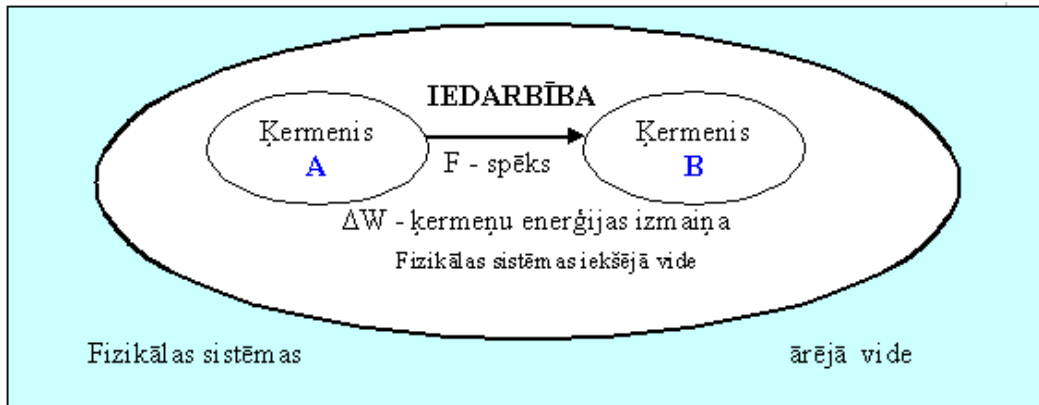 IEDARBĪBA
Ķermenis
A
F - spēks
Ķermenis
B
ΔW - ķermeņu enerģijas izmaiņa
Fizikālas sistēmas iekšējā vide
Fizikālas sistēmas
ārējā vide